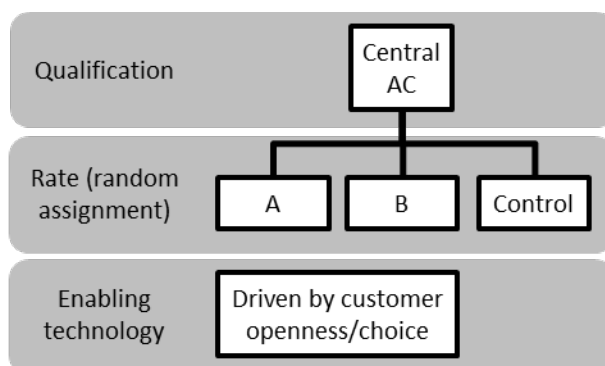 Qualification
Central
AC
Rate (random
assignment)
A
B
Control
Enabling
technology
Driven by customer
openness/choice